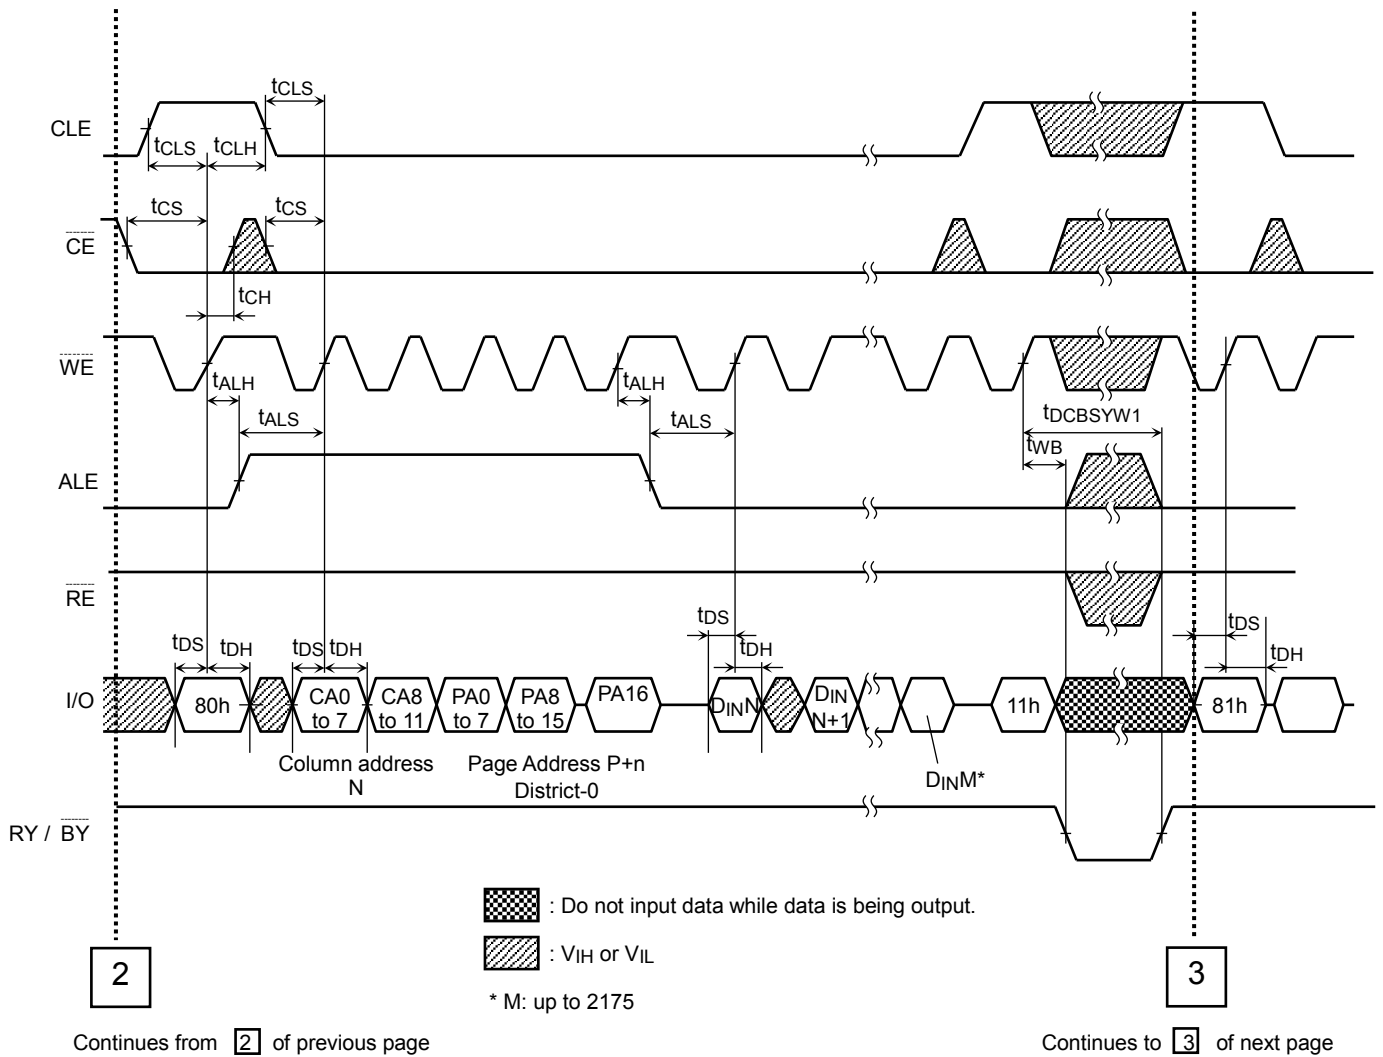 tCLS
CLE
tCLS tCLH
tCS tCS
CE
tCH
WE
tALH tALH
tALS tALS tDCBSYW1
tWB
ALE
RE
tDS tDH tDS tDH tDS tDH tDS tDH
I/O 80h CA0 to 7 CA8 to 11 PA0 to 7 PA8 to 15 PA16 DINN DIN N+1 11h 81h
Column address
N
Page Address P+n
District-0
DINM*
RY / BY
: Do not input data while data is being output.
: VIH or VIL
* M: up to 2175
2
3
Continues from 2 of previous page
Continues to 3 of next page